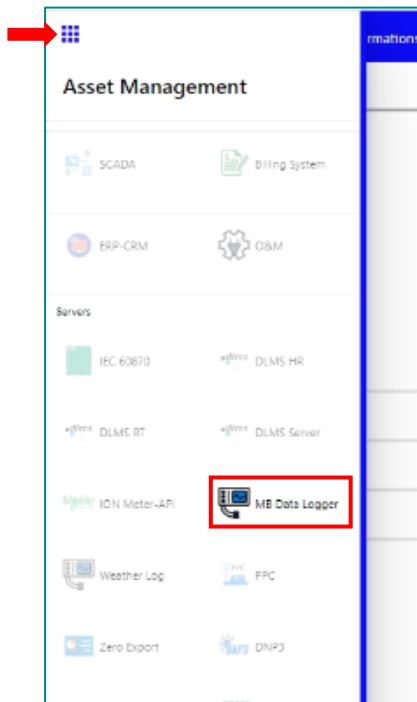 rmations
Asset Management
SCADA
Billing System
ERP-CRM
O&M
Servers
IEC 60870
DLMS HR
DLMS RT
DLMS Server
ION Meter-API
MB Data Logger
Weather Log
PPC
PPC
Zero Export
DNP3